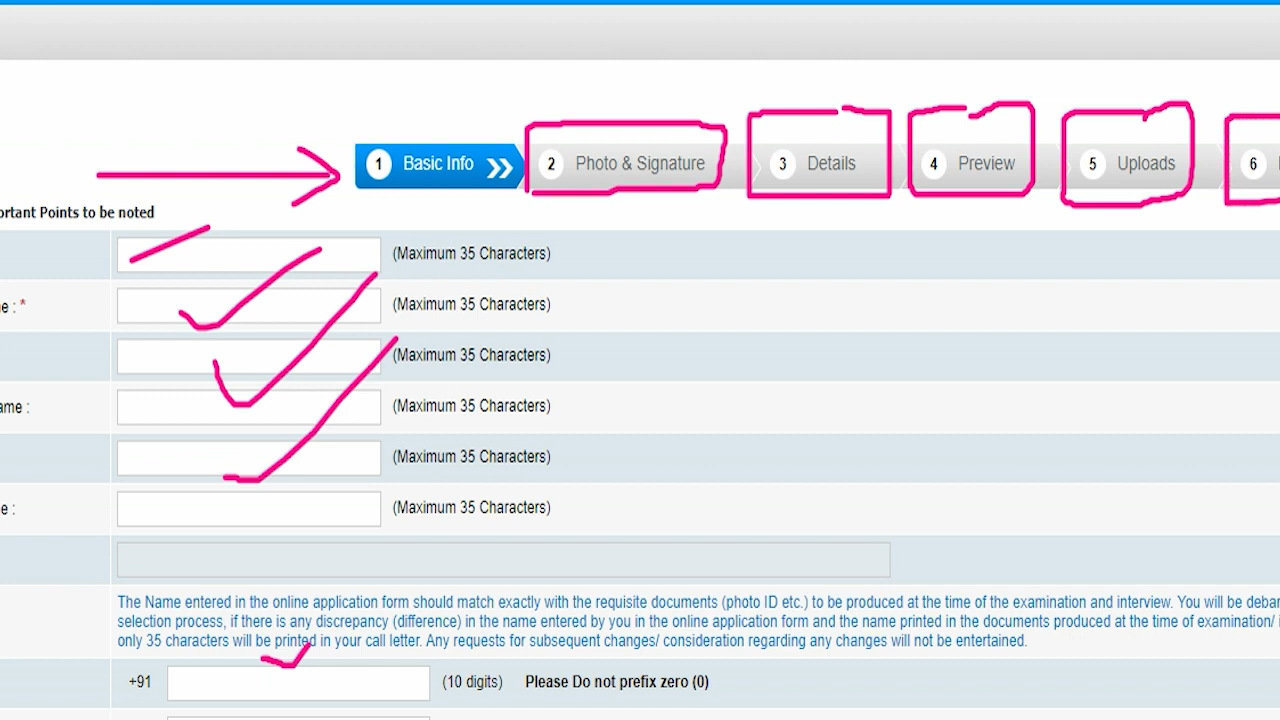 1 Basic Info 2 Photo & Signature 3 Details 4 Preview 5 Uploads 6
Points to be noted
(Maximum 35 Characters)
: * (Maximum 35 Characters)
(Maximum 35 Characters)
: (Maximum 35 Characters)
(Maximum 35 Characters)
: (Maximum 35 Characters)
The Name entered in the online application form should match exactly with the requisite documents (photo ID etc.) to be produced at the time of the examination and interview. You will be
selection process, if there is any discrepancy (difference) in the name entered by you in the online application form and the name printed in the documents produced at the time of examination/
only 35 characters will be printed in your call letter. Any requests for subsequent changes/ consideration regarding any changes will not be entertained.
+91 (10 digits) Please Do not prefix zero (0)